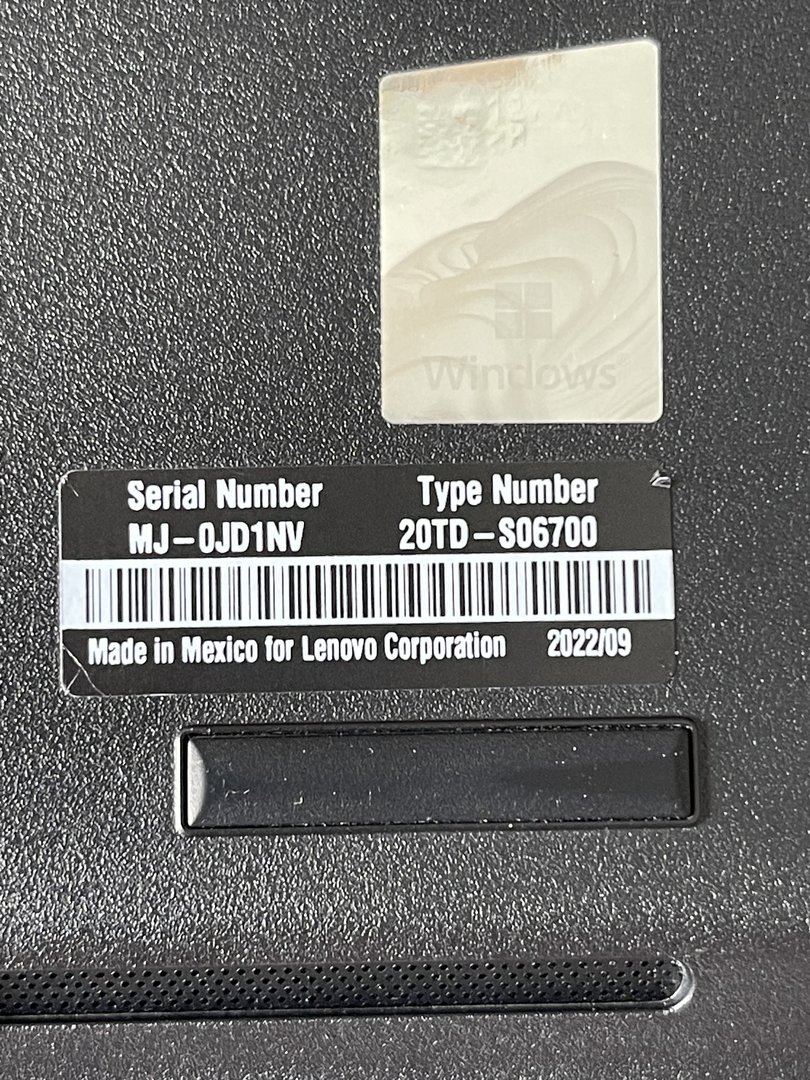 Windows®
Serial Number Type Number
MJ-0JD1NV 20TD-S06700
Made in Mexico for Lenovo Corporation 2022/09